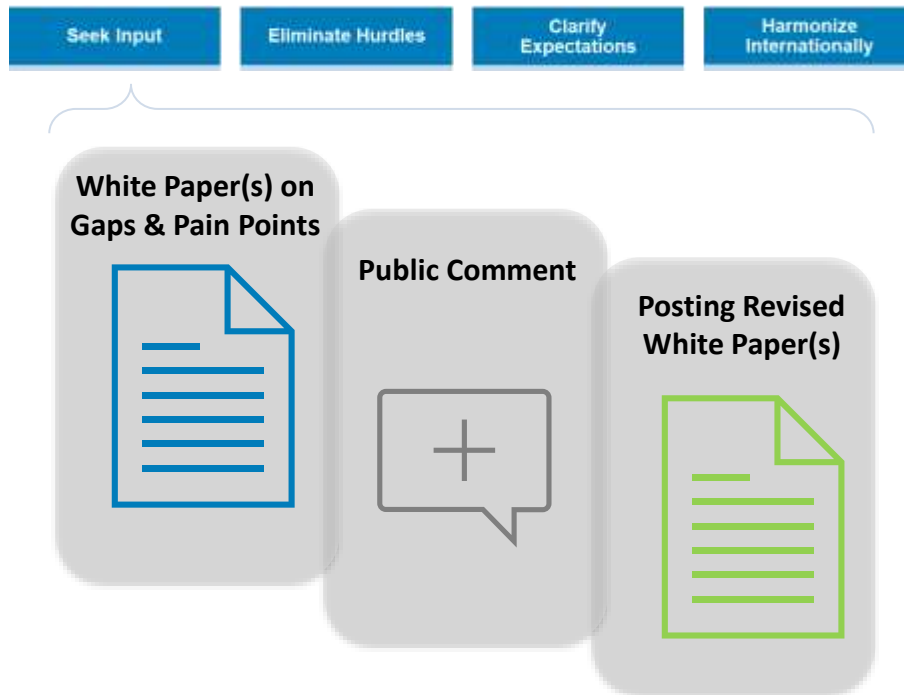 Seek Input
Eliminate Hurdles
Clarify
Expectations
Harmonize
Internationally
White Paper(s) on
Gaps & Pain Points
Public Comment
Posting Revised
White Paper(s)